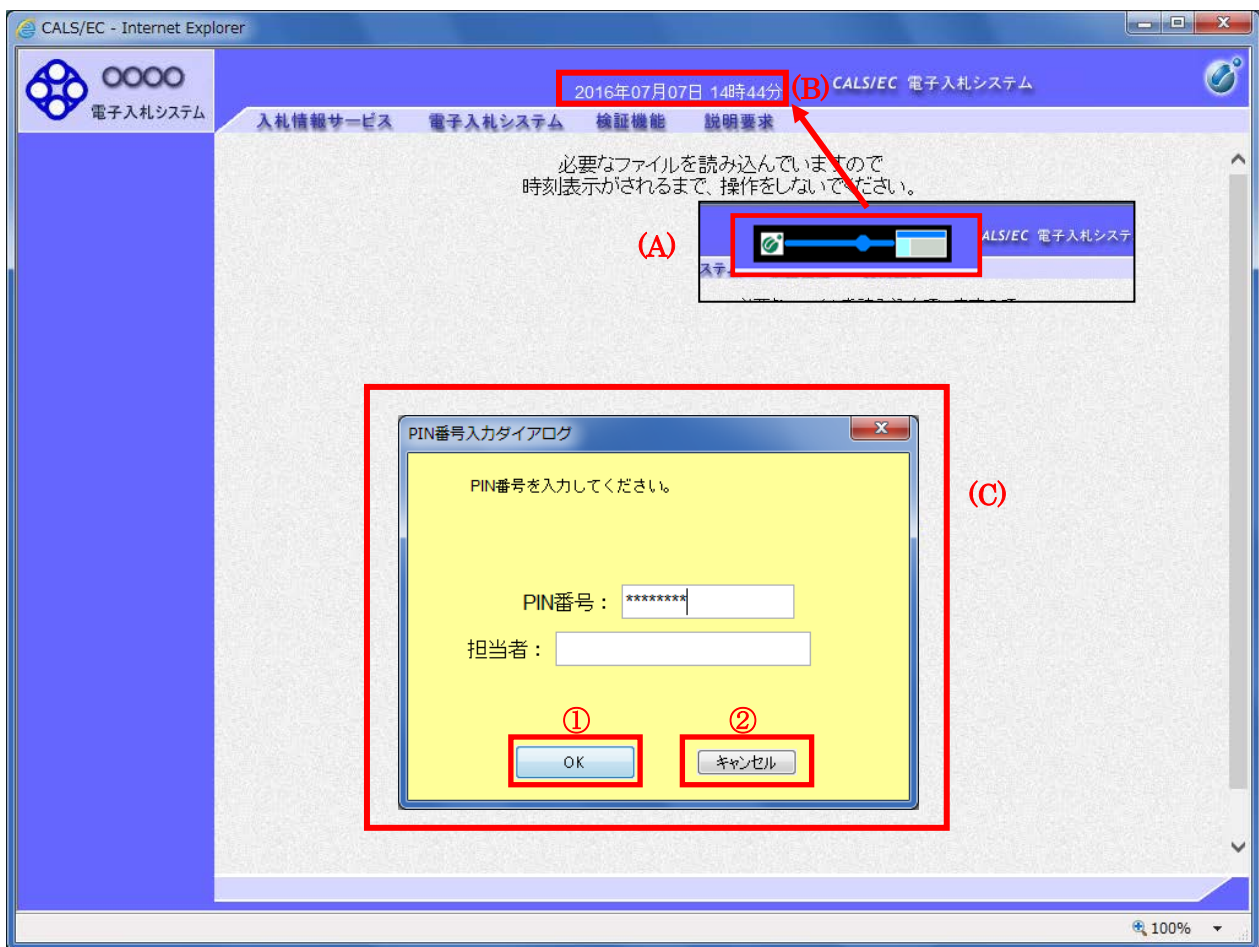 CALS/EC - Internet Explorer
OOOO
電子入札システム
2016年07月07日 14時44分
(B)
CALS/EC 電子入札システム
入札情報サービス 電子入札システム 検証機能 説明要求
必要なファイルを読み込んでいますので
時刻表示がされるまで、操作をしないでください。
(A)
ALS/EC 電子入札システ
ステ
(C)
PIN番号入力ダイアログ
PIN番号を入力してください。
PIN番号： ********
担当者：
① ②
OK キャンセル
100%